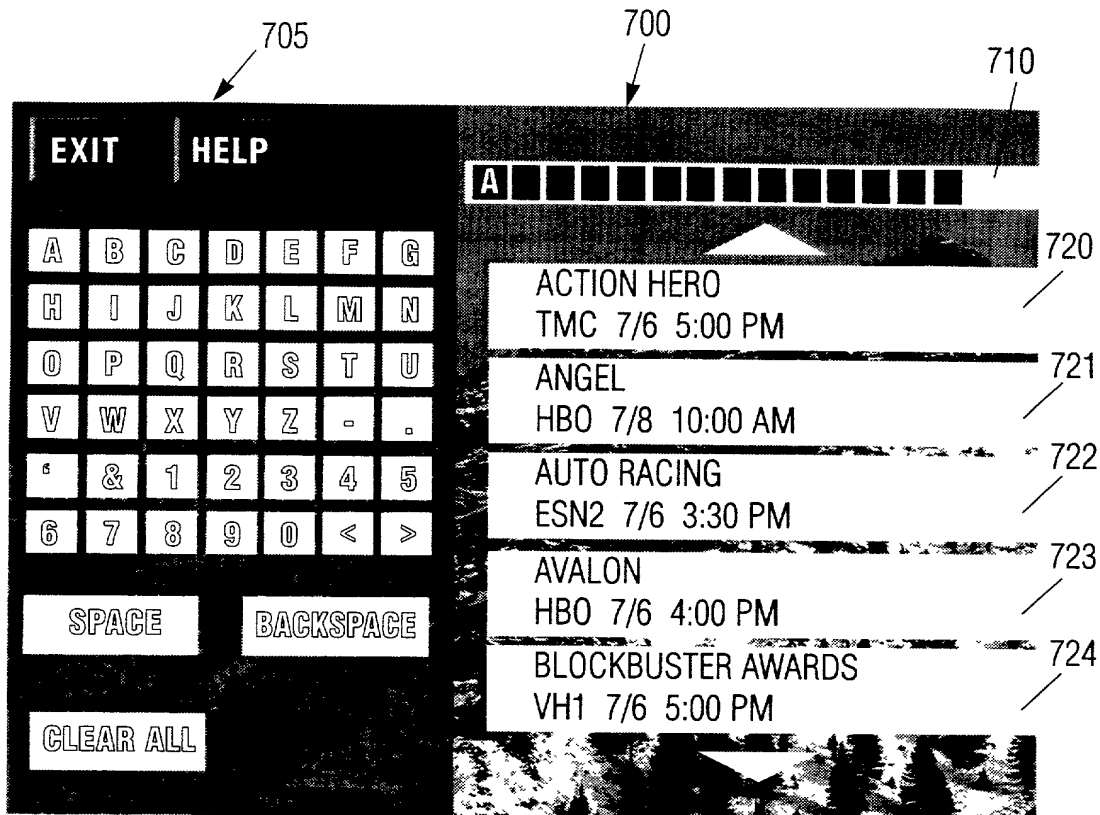 705
700
710
EXIT HELP
A
A B C D E F G
H I J K L M N
O P Q R S T U
V W X Y Z - .
‘ & 1 2 3 4 5
6 7 8 9 0 < >
SPACE BACKSPACE
CLEAR ALL
720
ACTION HERO
TMC 7/6 5:00 PM
721
ANGEL
HBO 7/8 10:00 AM
722
AUTO RACING
ESN2 7/6 3:30 PM
723
AVALON
HBO 7/6 4:00 PM
724
BLOCKBUSTER AWARDS
VH1 7/6 5:00 PM